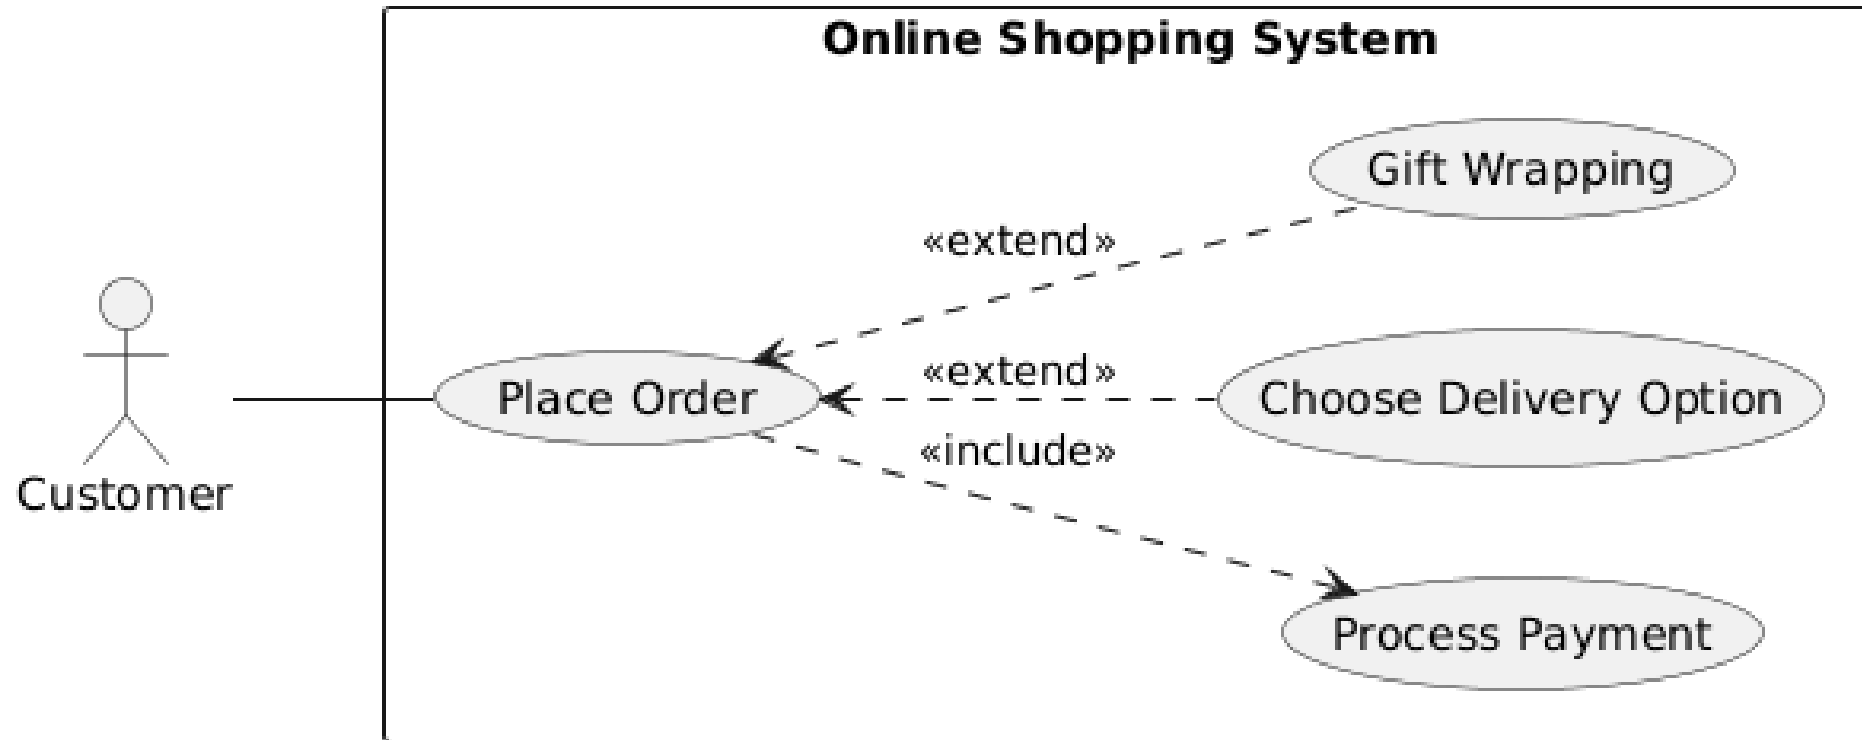 Online Shopping System
Gift Wrapping
«extend»
«extend»
Place Order
Choose Delivery Option
«include»
Customer
Process Payment